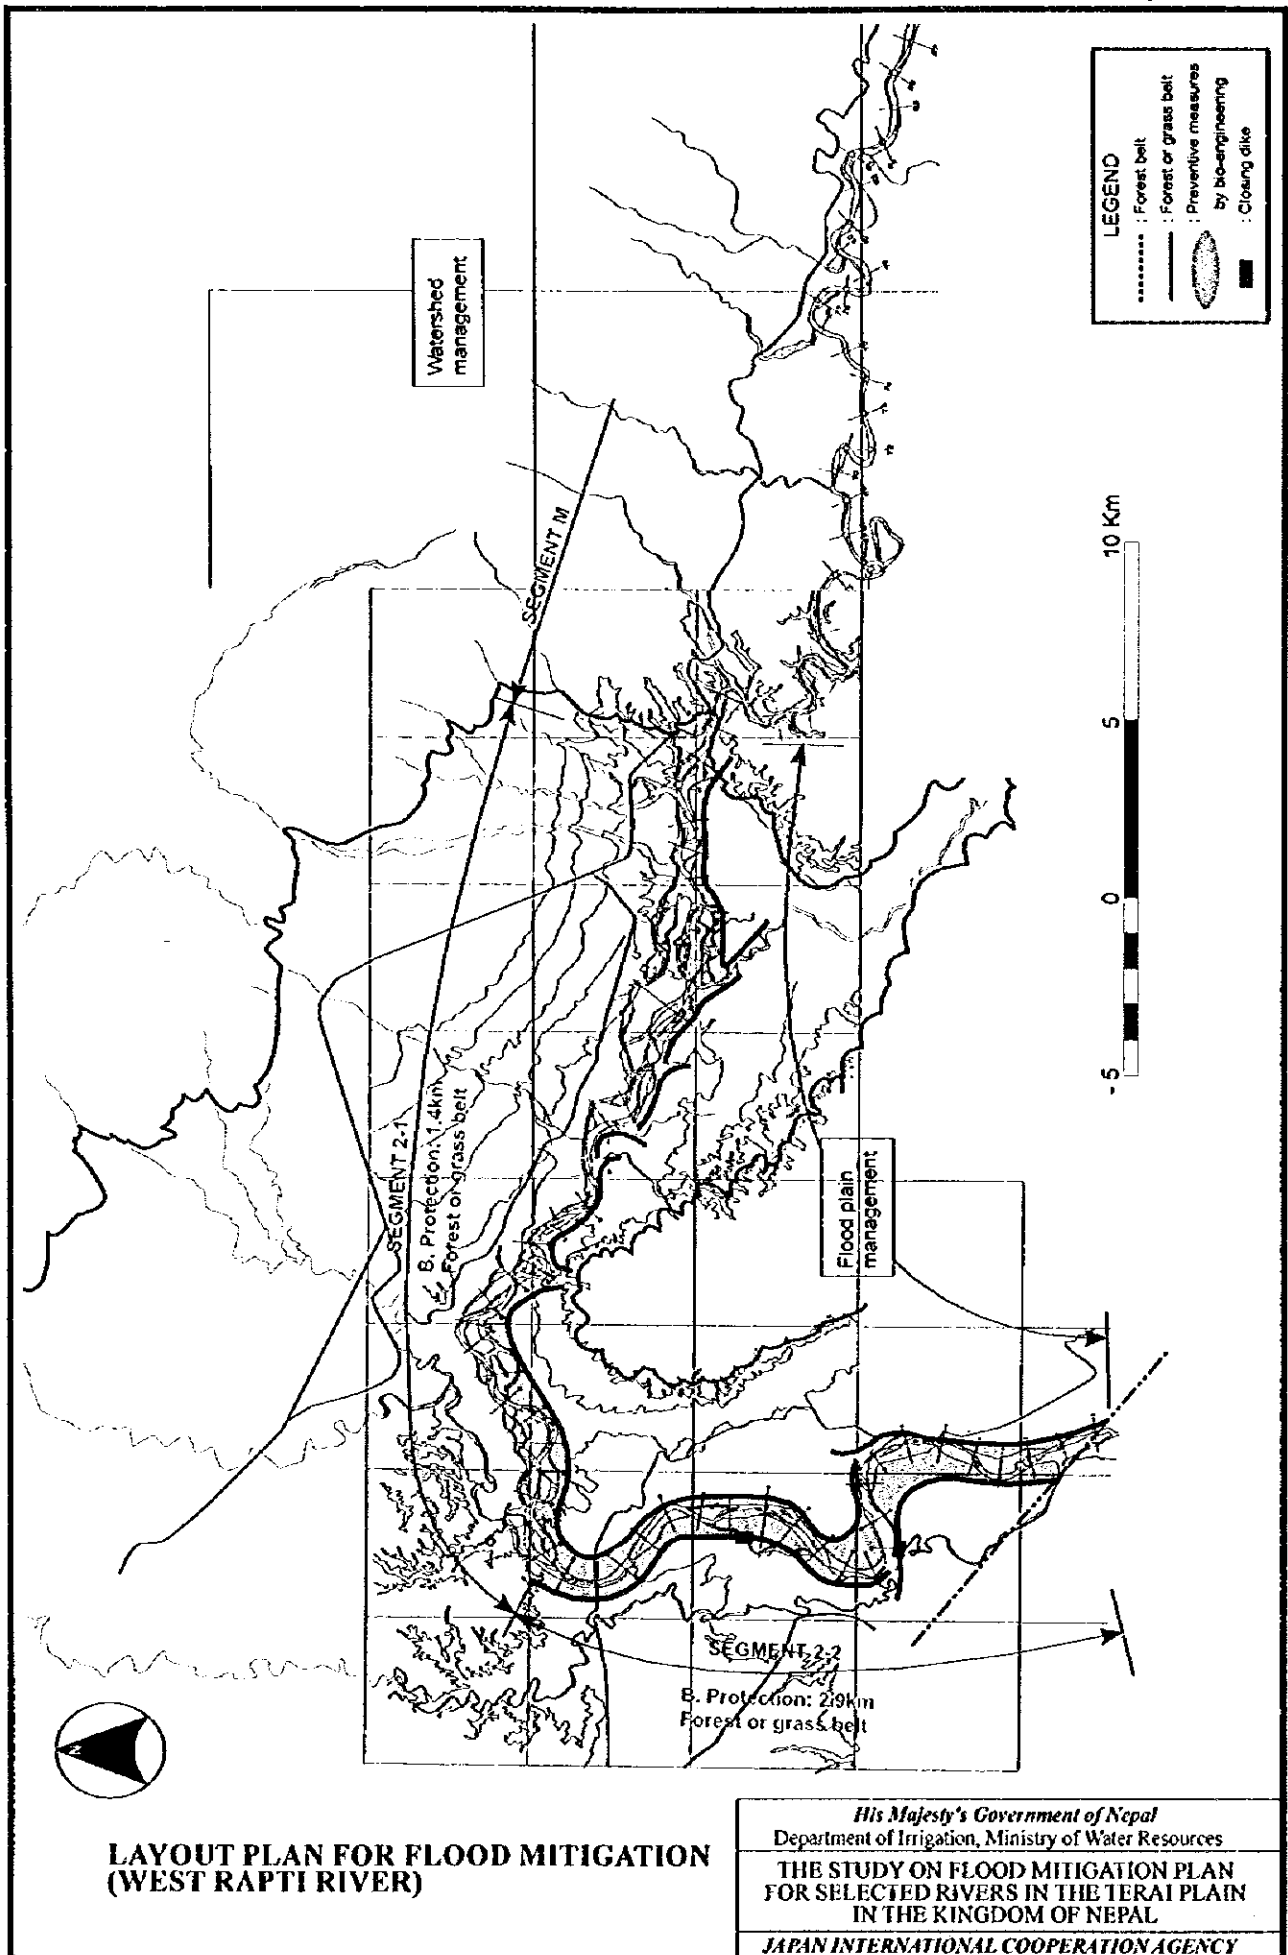 LEGEND
: Forest belt
: Forest or grass belt
: Preventive measures
by bio-engineering
: Closing dike
Watershed
management
SEGMENT M
SEGMENT 2-1
B. Protection: 1.4km
Forest or grass belt
Flood plain
management
-5 0 5 10 Km
SEGMENT 2-2
B. Protection: 2.9km
Forest or grass belt
N
LAYOUT PLAN FOR FLOOD MITIGATION
(WEST RAPTI RIVER)
His Majesty's Government of Nepal
Department of Irrigation, Ministry of Water Resources
THE STUDY ON FLOOD MITIGATION PLAN
FOR SELECTED RIVERS IN THE TERAI PLAIN
IN THE KINGDOM OF NEPAL
JAPAN INTERNATIONAL COOPERATION AGENCY